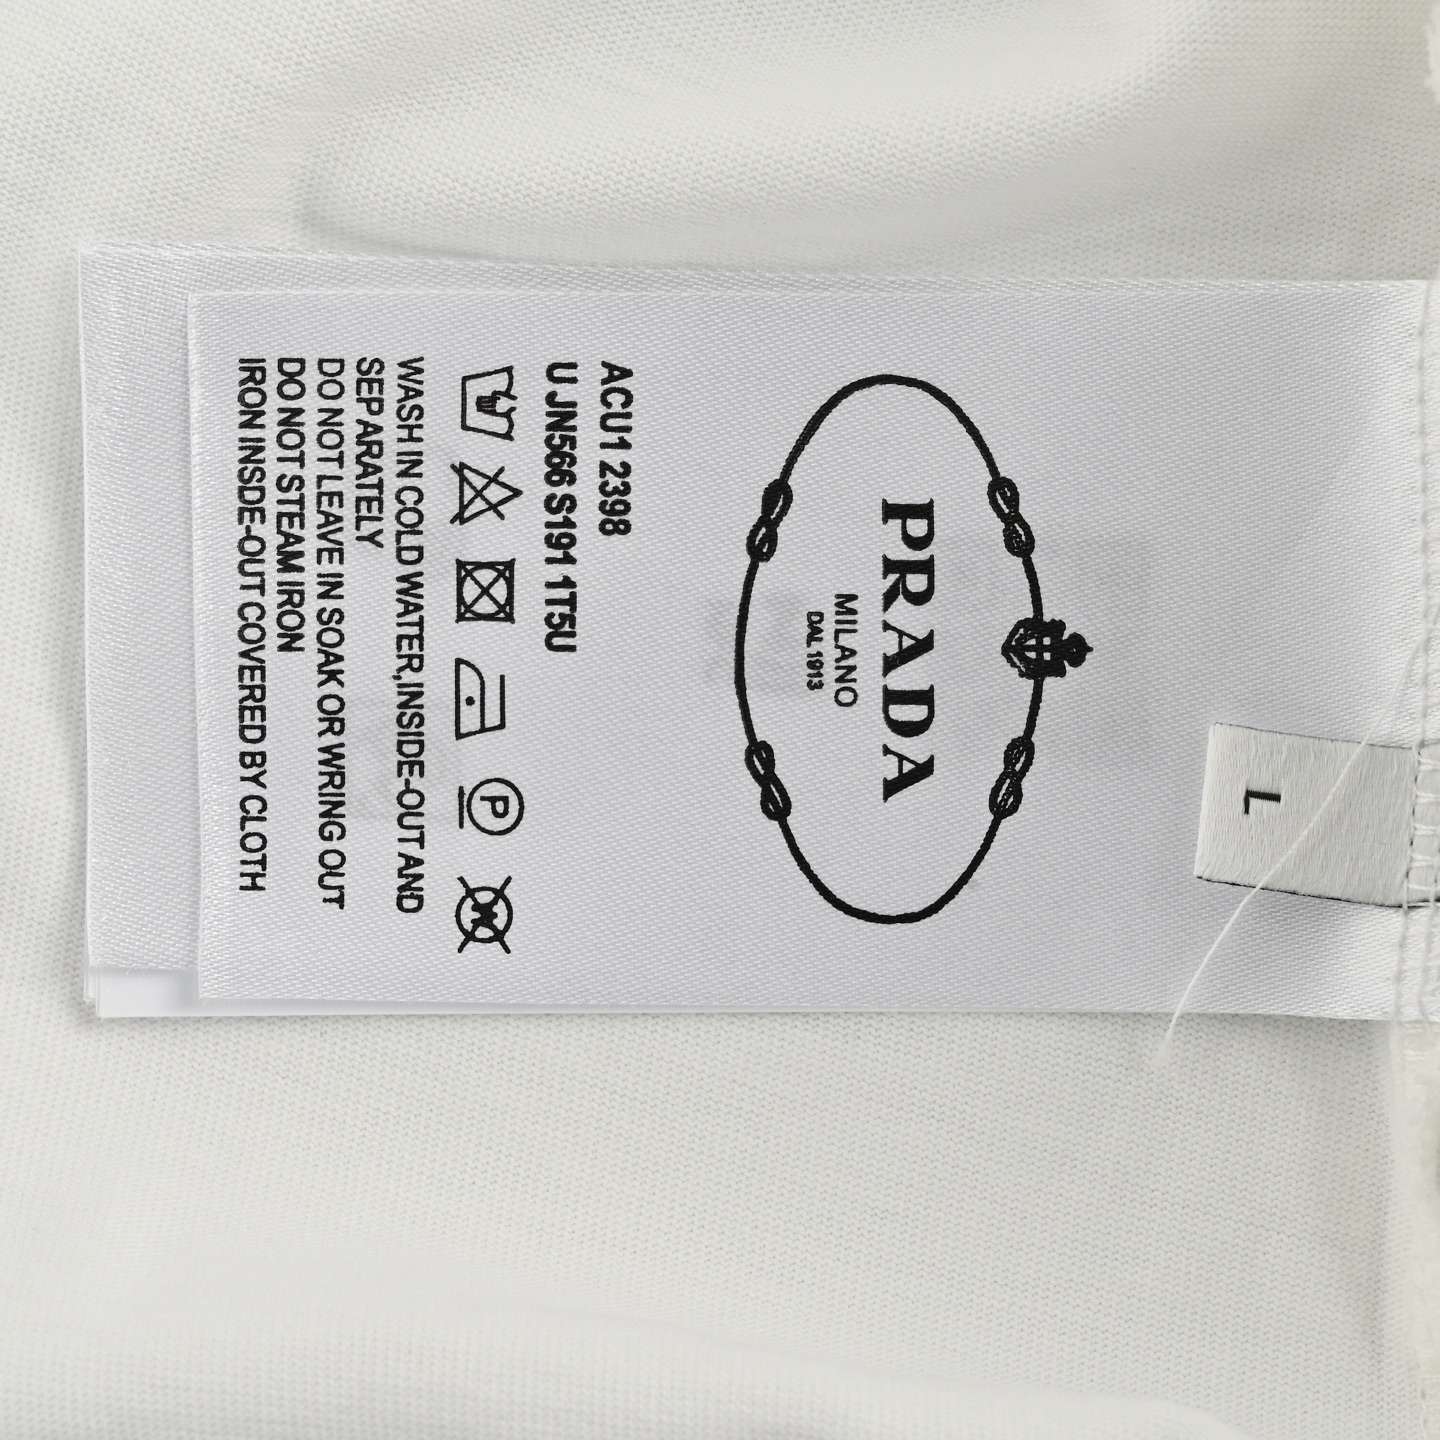 PRADA
MILANO
DAL 1913
ACU1 2398
U JN566 S191 1T5U
P
WASH IN COLD WATER,INSIDE-OUT AND
SEP ARATELY
DO NOT LEAVE IN SOAK OR WRING OUT
DO NOT STEAM IRON
IRON INSDE-OUT COVERED BY CLOTH
L